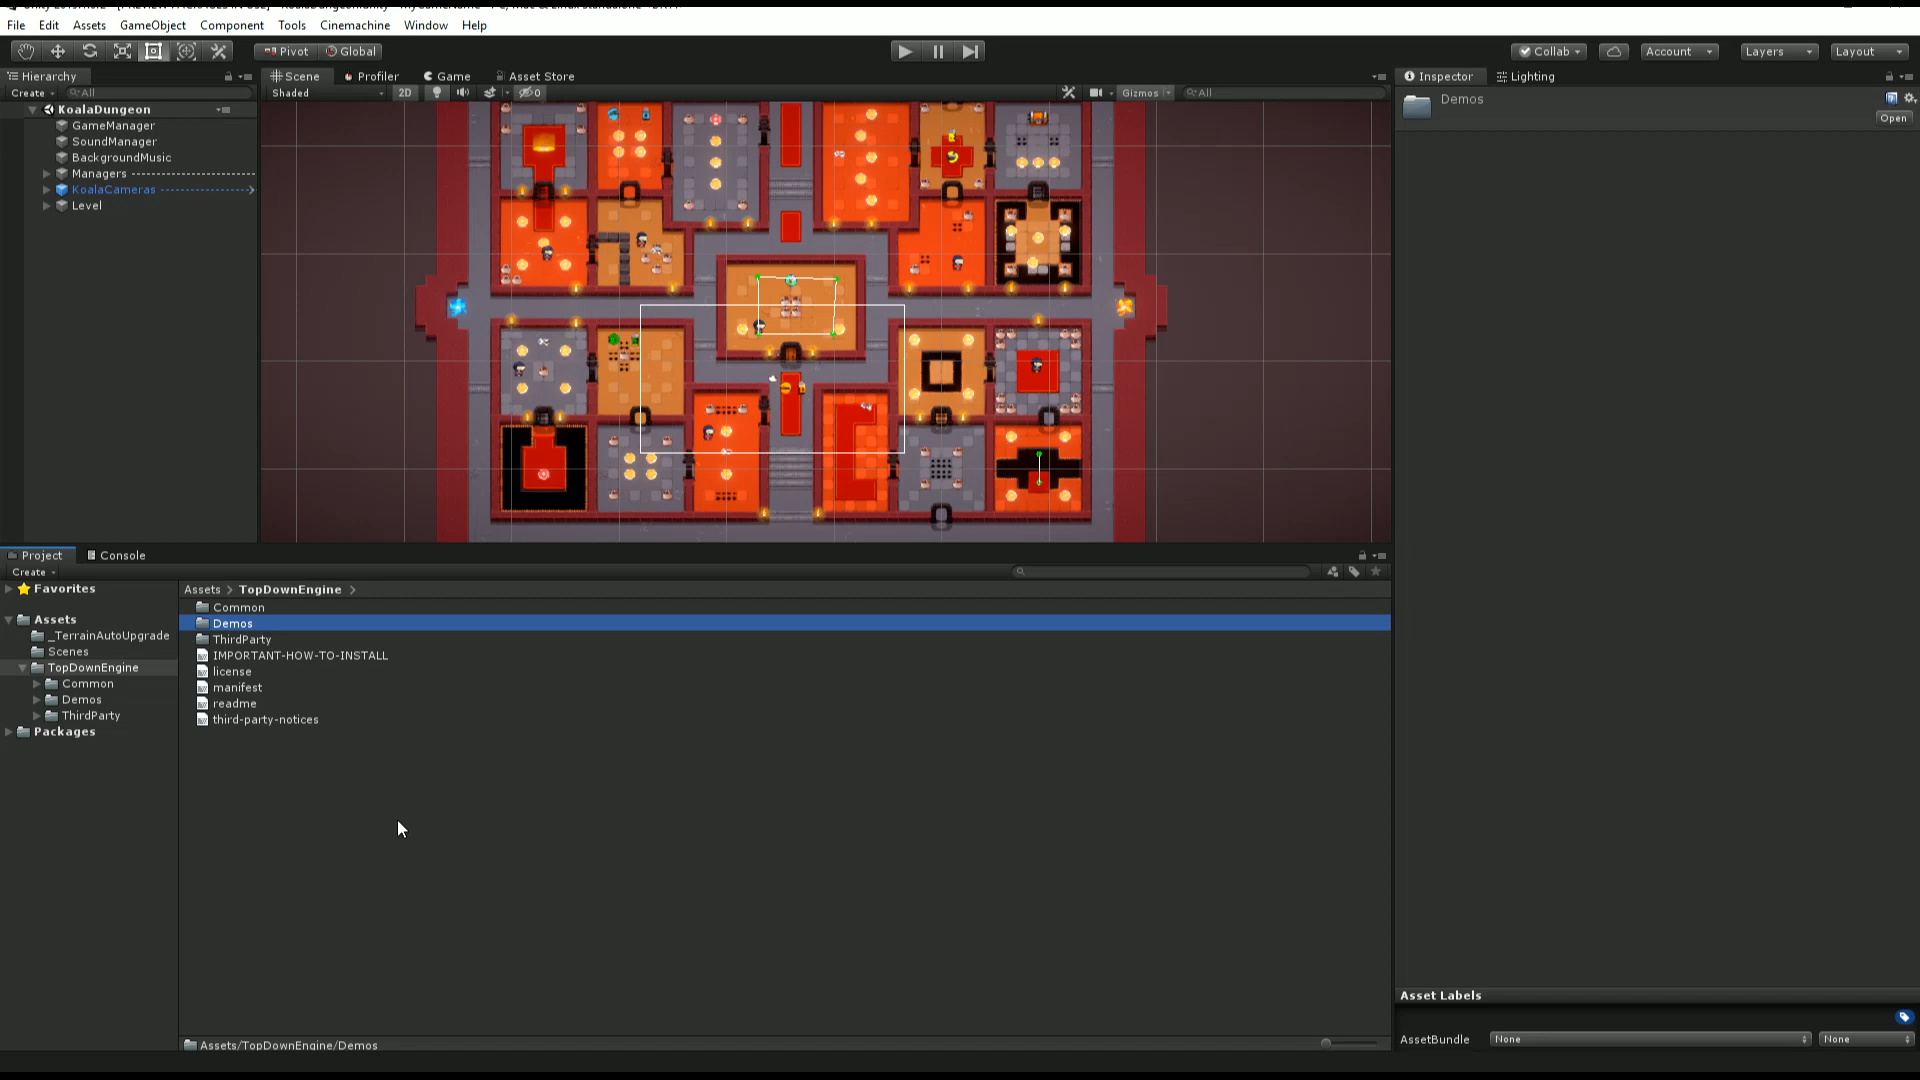 File Edit Assets GameObject Component Tools Cinemachine Window Help
Pivot Global Collab Account Layers Layout
Hierarchy
Create All
KoalaDungeon
GameManager
SoundManager
BackgroundMusic
Managers
KoalaCameras
Level
Scene Profiler Game Asset Store
Shaded 2D 0 Gizmos All
Inspector Lighting
Demos
Open
Project Console
Create
Favorites
Assets
_TerrainAutoUpgrade
Scenes
TopDownEngine
Common
Demos
ThirdParty
Packages
Assets > TopDownEngine >
Common
Demos
ThirdParty
IMPORTANT-HOW-TO-INSTALL
license
manifest
readme
third-party-notices
Assets/TopDownEngine/Demos
Asset Labels
AssetBundle None None